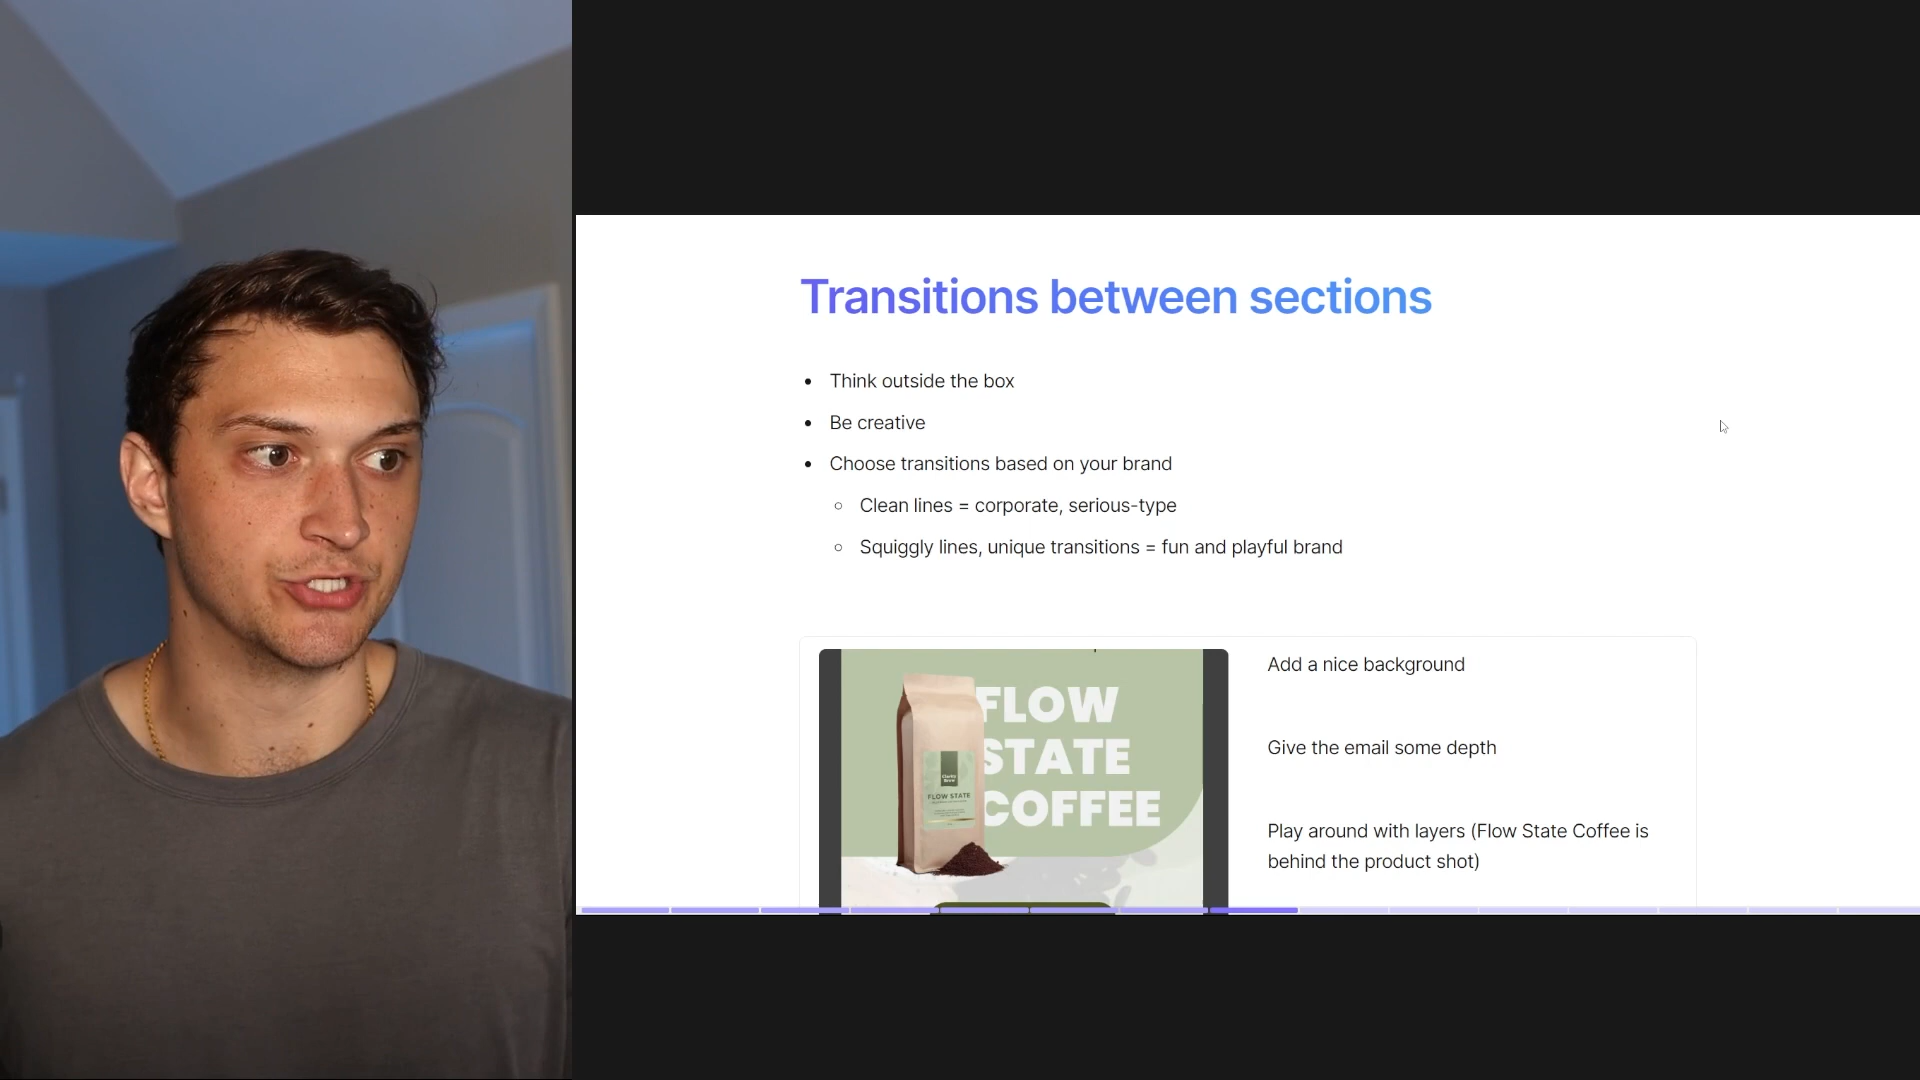 Transitions between sections
Think outside the box
Be creative
Choose transitions based on your brand
Clean lines = corporate, serious-type
Squiggly lines, unique transitions = fun and playful brand
FLOW
STATE
COFFEE
FLOW STATE
Add a nice background
Give the email some depth
Play around with layers (Flow State Coffee is
behind the product shot)